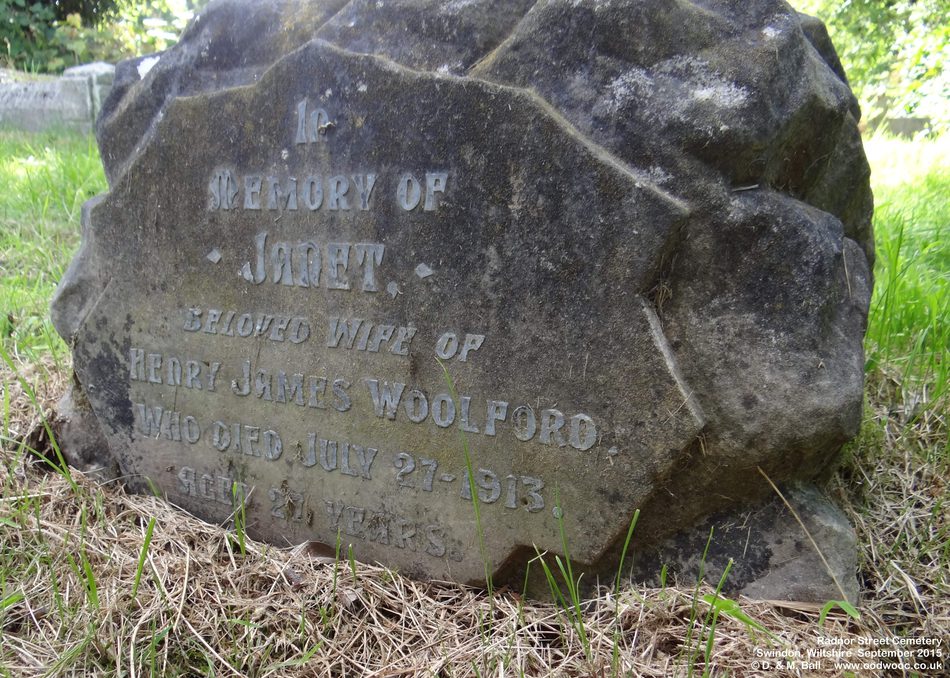 In
Memory of
Janet.
Beloved Wife of
Henry James Woolford.
Who died July 27-1913.
Aged 27 years.
Radnor Street Cemetery
Swindon, Wiltshire September 2015
© D. & M. Ball www.oodwooc.co.uk